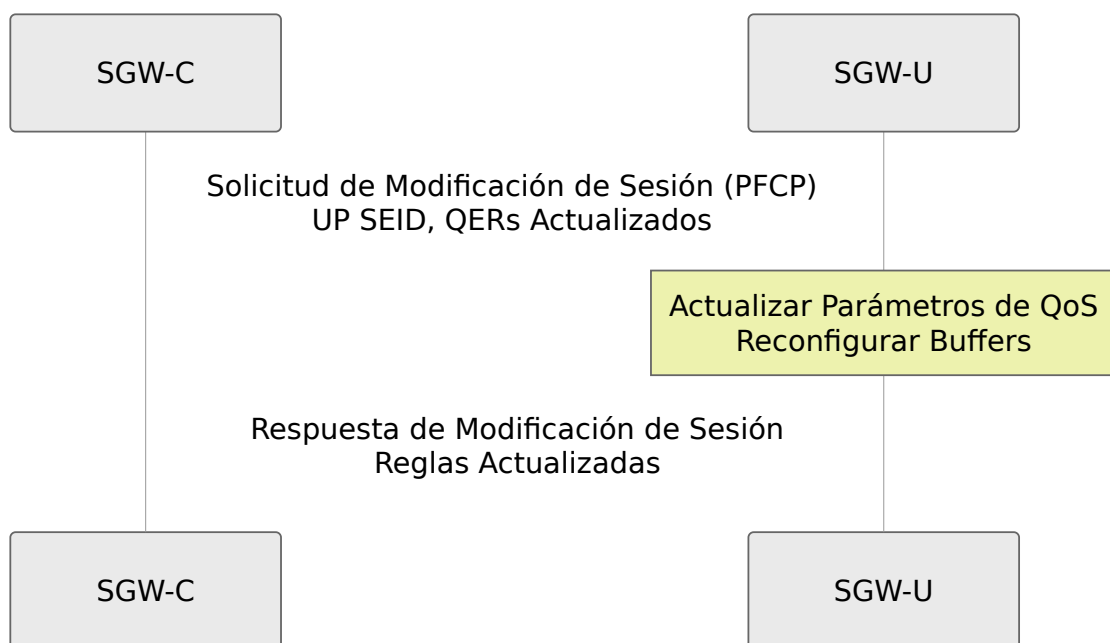 SGW-C
SGW-U
Solicitud de Modificación de Sesión (PFCP)
UP SEID, QERs Actualizados
Actualizar Parámetros de QoS
Reconfigurar Buffers
Respuesta de Modificación de Sesión
Reglas Actualizadas
SGW-C
SGW-U